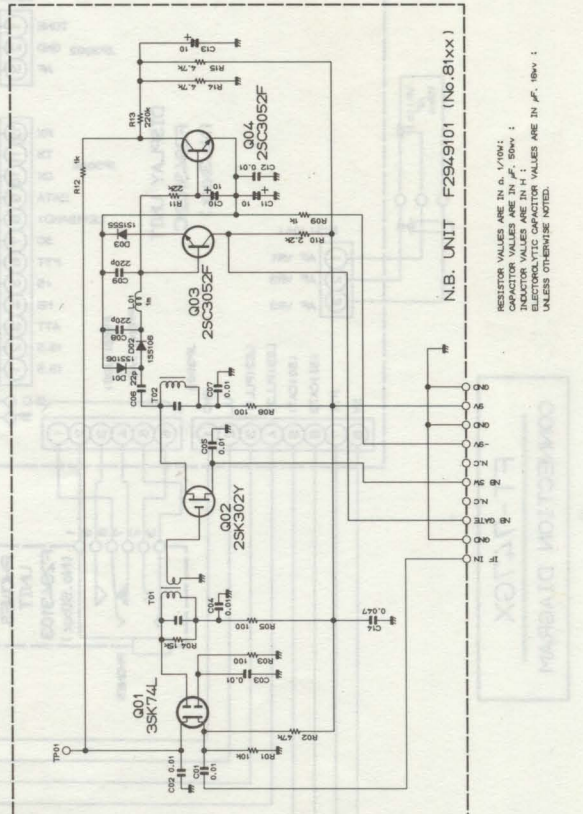 N.B. UNIT F2949101 (No.81xx)
RESISTOR VALUES ARE IN Ω. 1/10W:
CAPACITOR VALUES ARE IN μF. 50wv :
INDUCTOR VALUES ARE IN H :
ELECTOROLYTIC CAPACITOR VALUES ARE IN μF. 16wv :
UNLESS OTHERWISE NOTED.
TP01
R12 1k
R13
220k
C13
10
R15
4.7k
R14
4.7k
Q04
2SC3052F
C12 0.01
R11
22k
C10
10
C11
10
R09
1k
R10
2.2k
D03
1S1555
C09
220p
L01
1m
C08
220p
D02
1SS106
D01
1SS106
C06
22p
Q03
2SC3052F
T02
C07
0.01
R08
100
C05
0.01
Q02
2SK302Y
T01
C04
0.01
R04
15k
R05
100
R03
100
C03
0.01
Q01
3SK74L
C02 0.01
C01
0.01
R01
10k
R02
47k
C14
0.047
GND
9V
GND
-9V
N.C
NB SW
N.C
NB GATE
GND
IF IN
CONNECTION DIAGRAM